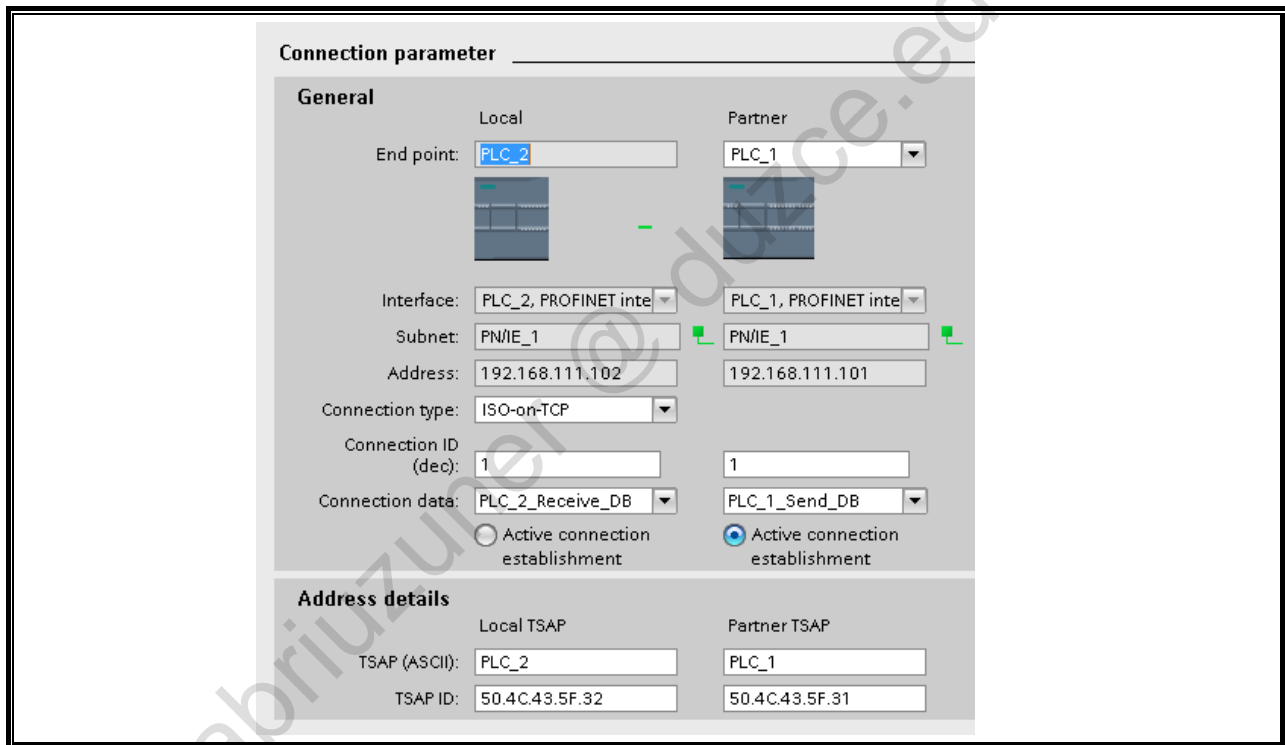 Connection parameter
General
Local Partner
End point: PLC_2 PLC_1
Interface: PLC_2, PROFINET inte PLC_1, PROFINET inte
Subnet: PN/IE_1 PN/IE_1
Address: 192.168.111.102 192.168.111.101
Connection type: ISO-on-TCP
Connection ID
(dec): 1 1
Connection data: PLC_2_Receive_DB PLC_1_Send_DB
Active connection Active connection
establishment establishment
Address details
Local TSAP Partner TSAP
TSAP (ASCII): PLC_2 PLC_1
TSAP ID: 50.4C.43.5F.32 50.4C.43.5F.31
abriuzuner @ duzce.ed